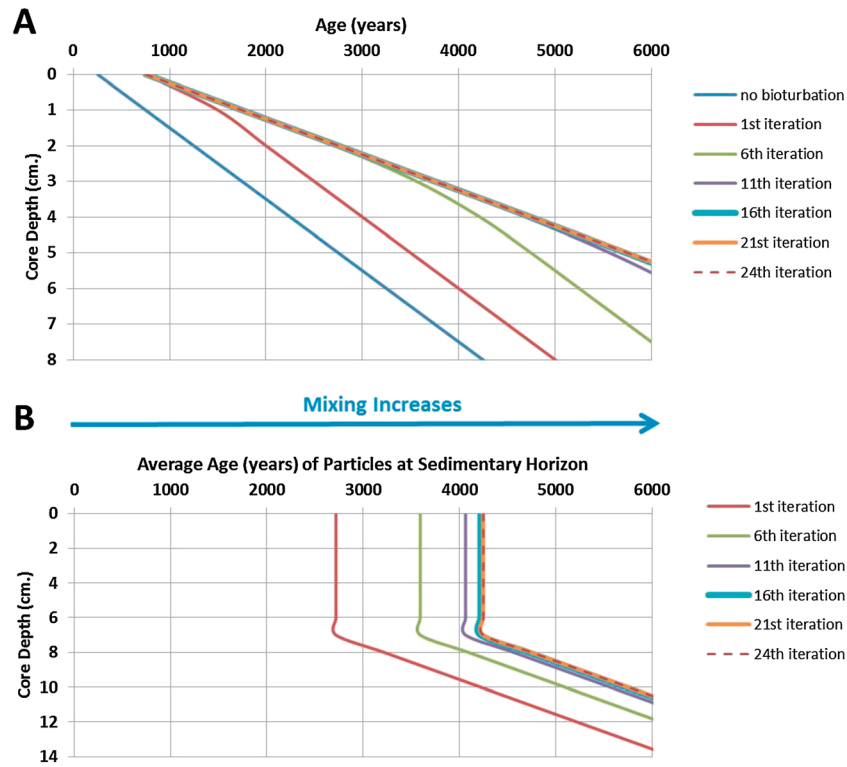 A
Age (years)
0 1000 2000 3000 4000 5000 6000
0
1
2
3
4
5
6
7
8
Core Depth (cm.)
no bioturbation
1st iteration
6th iteration
11th iteration
16th iteration
21st iteration
24th iteration
Mixing Increases
B
Average Age (years) of Particles at Sedimentary Horizon
0 1000 2000 3000 4000 5000 6000
0
2
4
6
8
10
12
14
Core Depth (cm.)
1st iteration
6th iteration
11th iteration
16th iteration
21st iteration
24th iteration